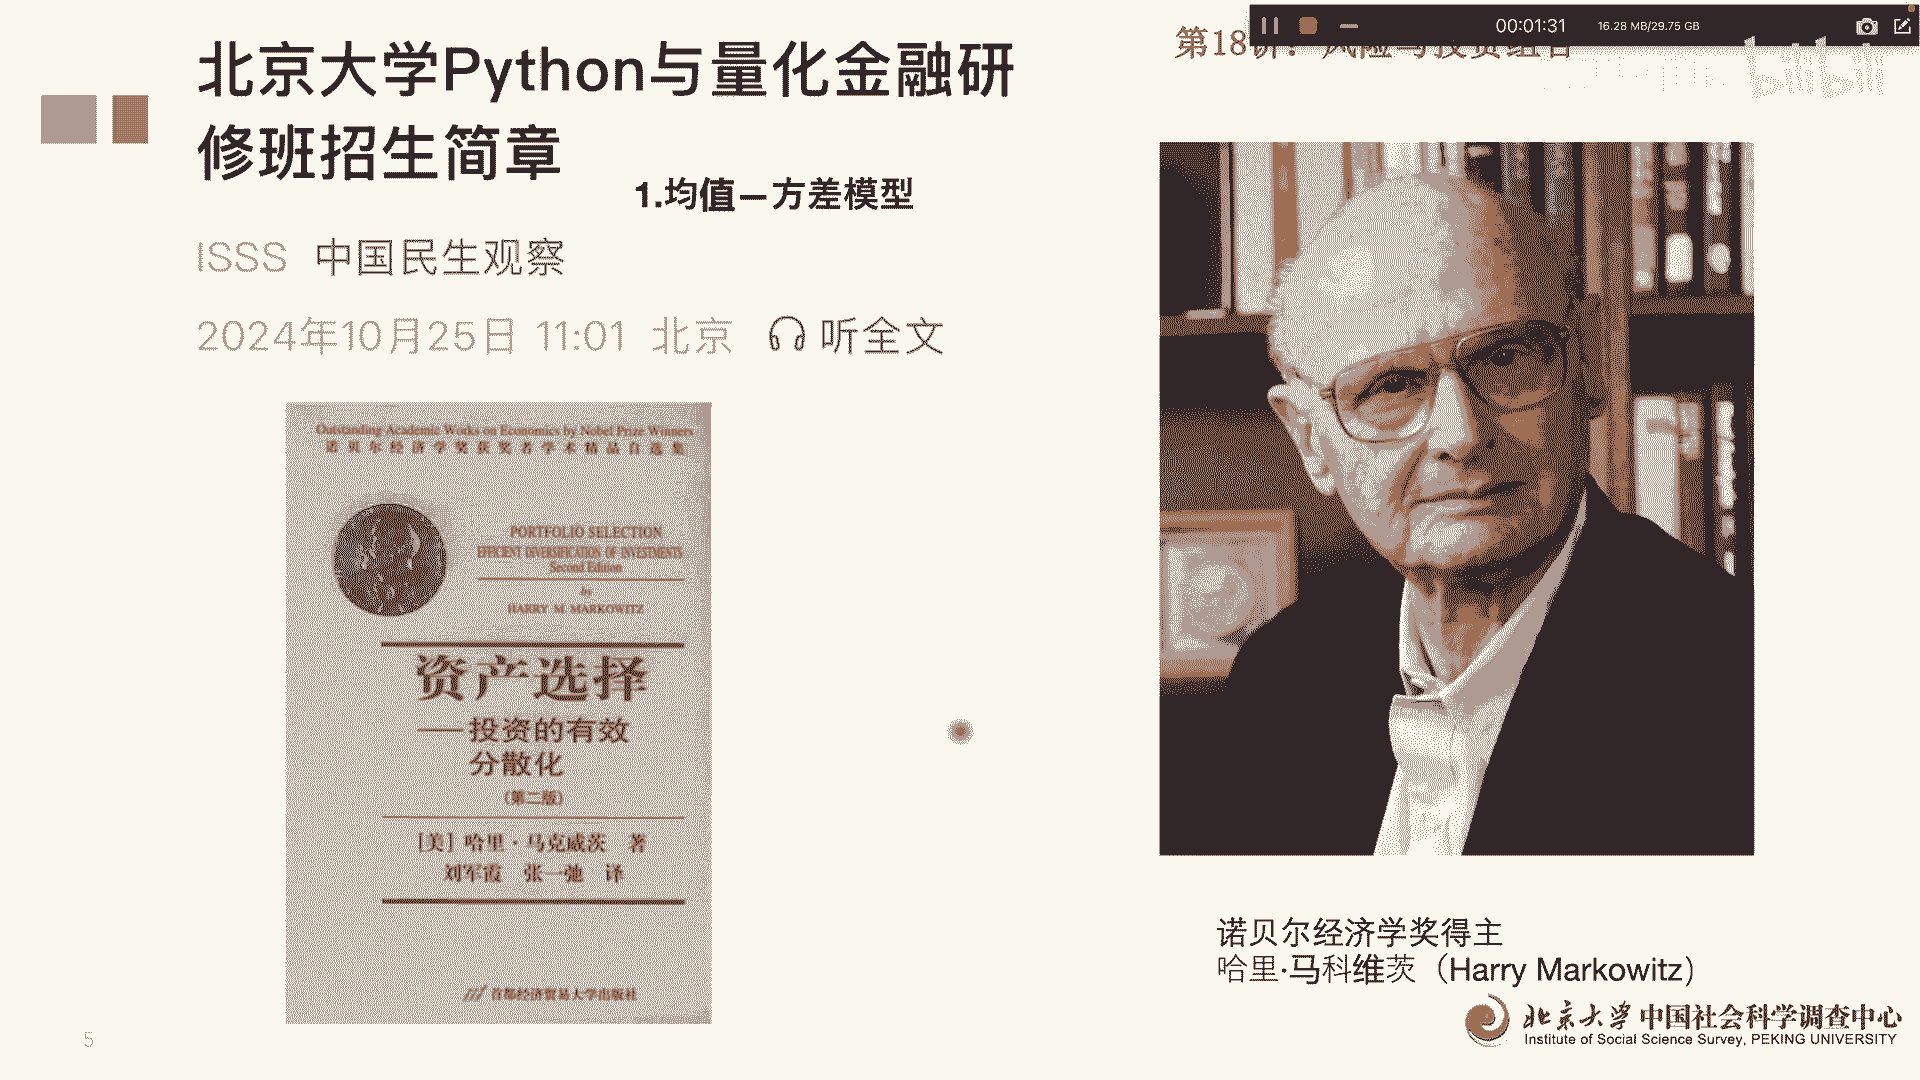 北京大学Python与量化金融研
修班招生简章
1.均值－方差模型
ISSS 中国民生观察
2024年10月25日 11:01 北京 听全文
第18讲：风险与投资组合
00:01:31
16.28 MB/29.75 GB
bilibili
Outstanding Academic Works on Economics by Nobel Prize Winners
诺贝尔经济学奖获奖者学术精品自选集
PORTFOLIO SELECTION
EFFICIENT DIVERSIFICATION OF INVESTMENTS
Second Edition
by
HARRY M. MARKOWITZ
资产选择
——投资的有效
分散化
（第二版）
［美］哈里·马克威茨 著
刘军霞 张一弛 译
首都经济贸易大学出版社
诺贝尔经济学奖得主
哈里·马科维茨（Harry Markowitz）
北京大学 中国社会科学调查中心
Institute of Social Science Survey, PEKING UNIVERSITY
5